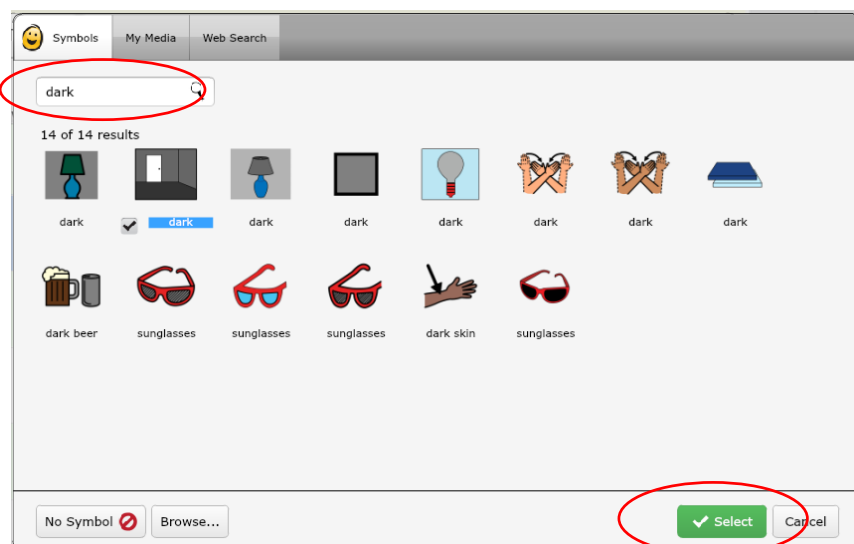 Symbols My Media Web Search
dark
14 of 14 results
dark dark dark dark dark dark dark dark
dark beer sunglasses sunglasses sunglasses dark skin sunglasses
No Symbol Browse... Select Cancel